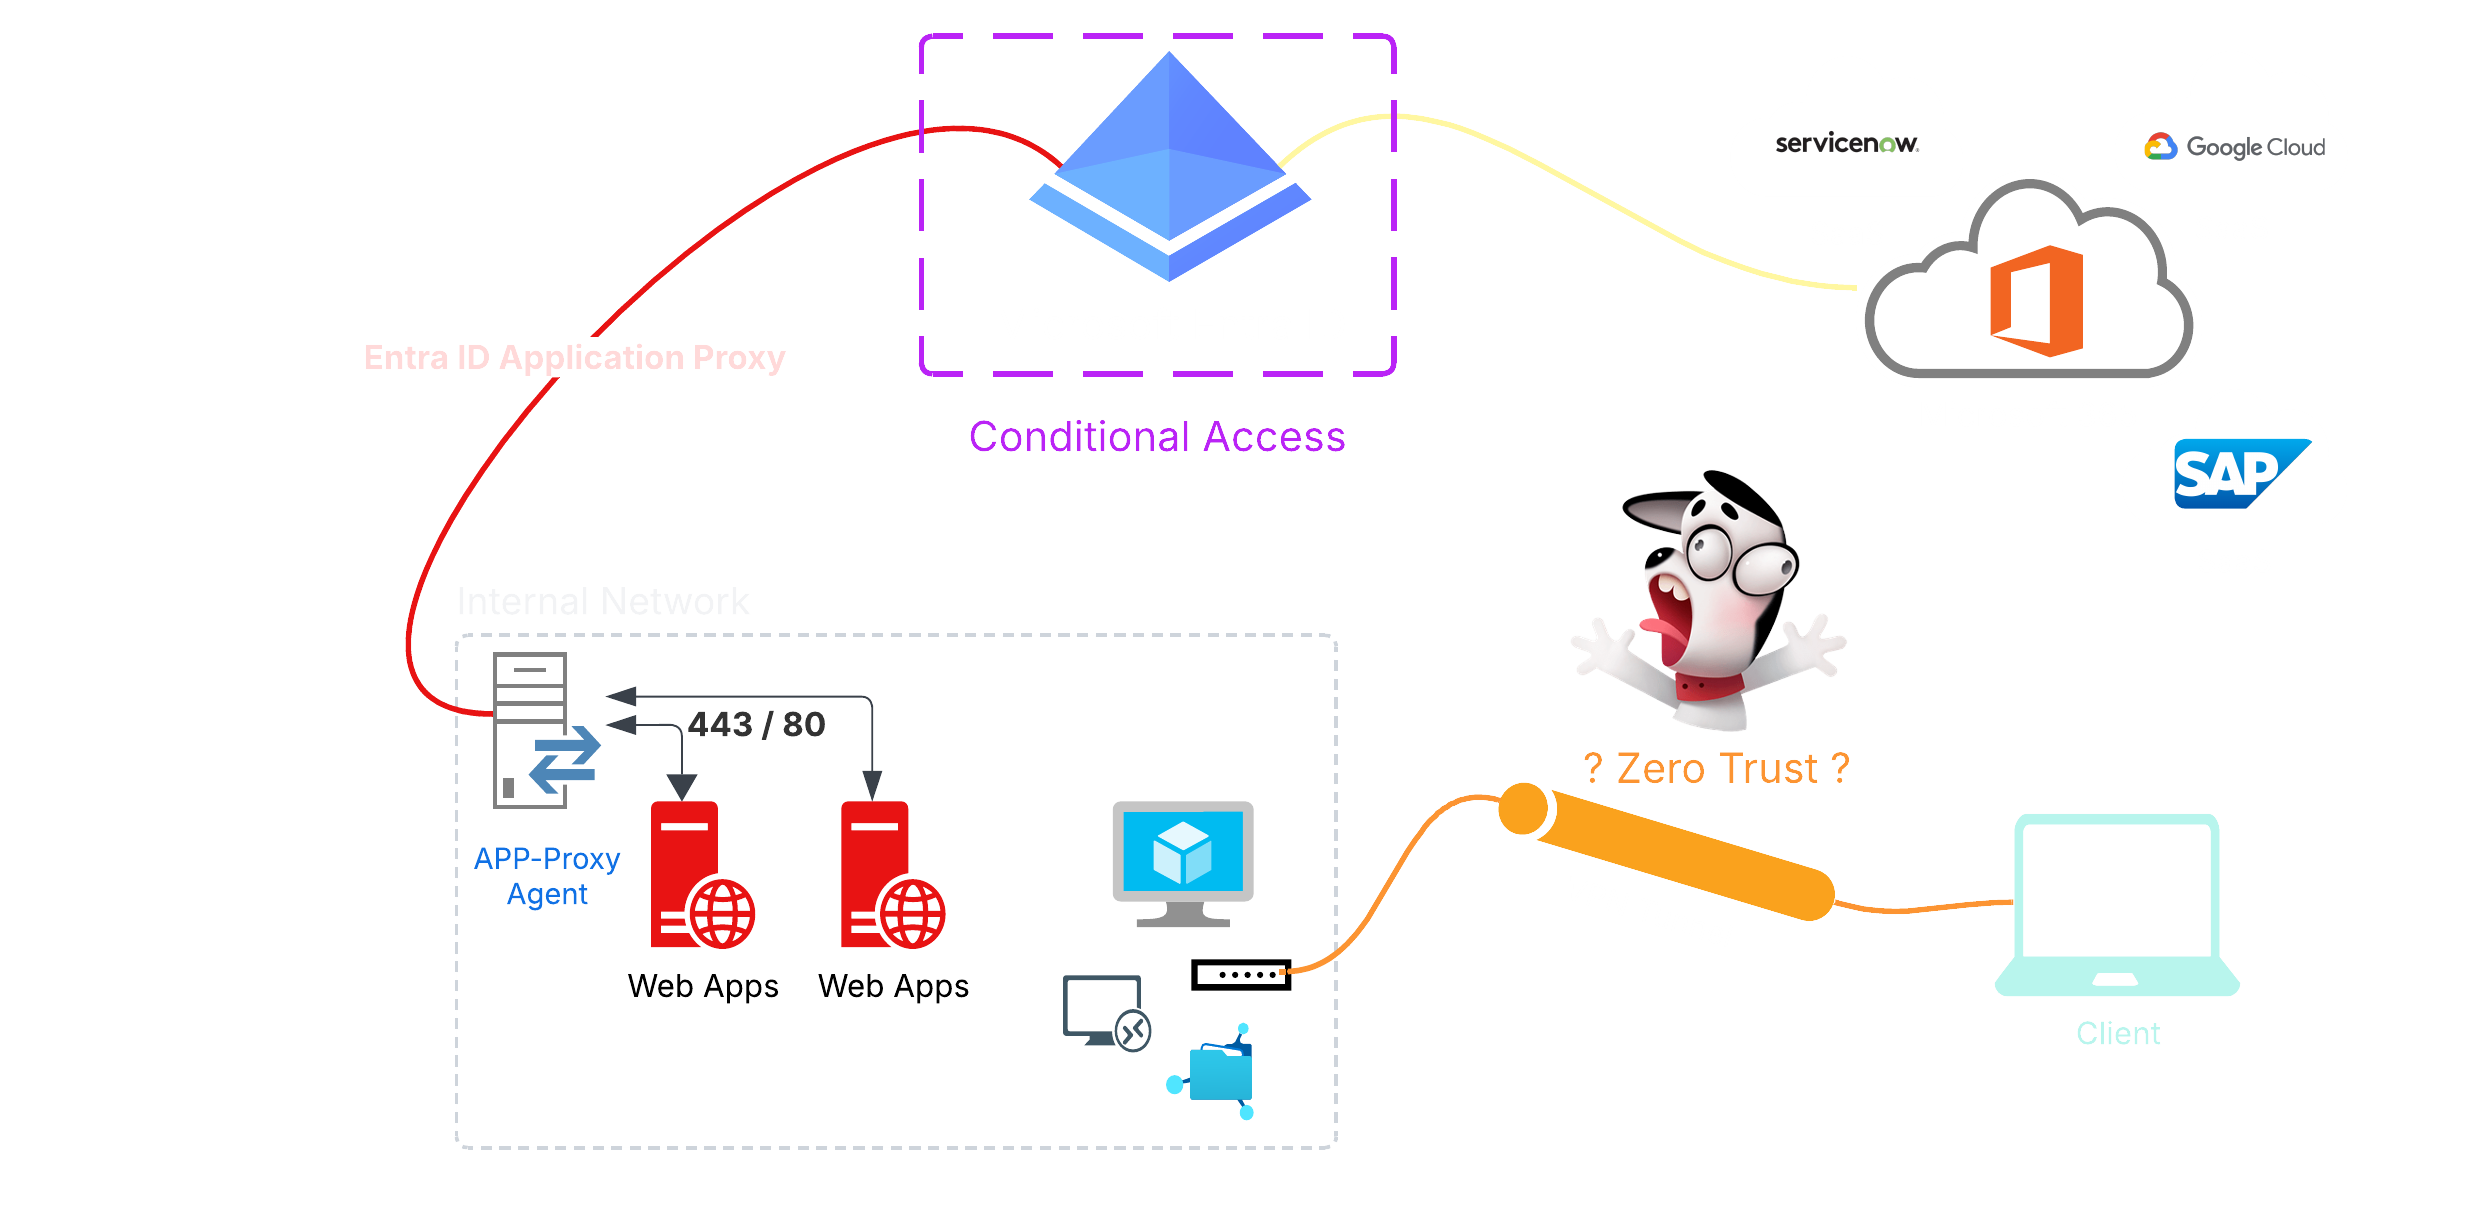 servicenow
Google Cloud
Entra ID Application Proxy
Conditional Access
SAP
Internal Network
443 / 80
? Zero Trust ?
APP-Proxy
Agent
Web Apps
Web Apps
Client